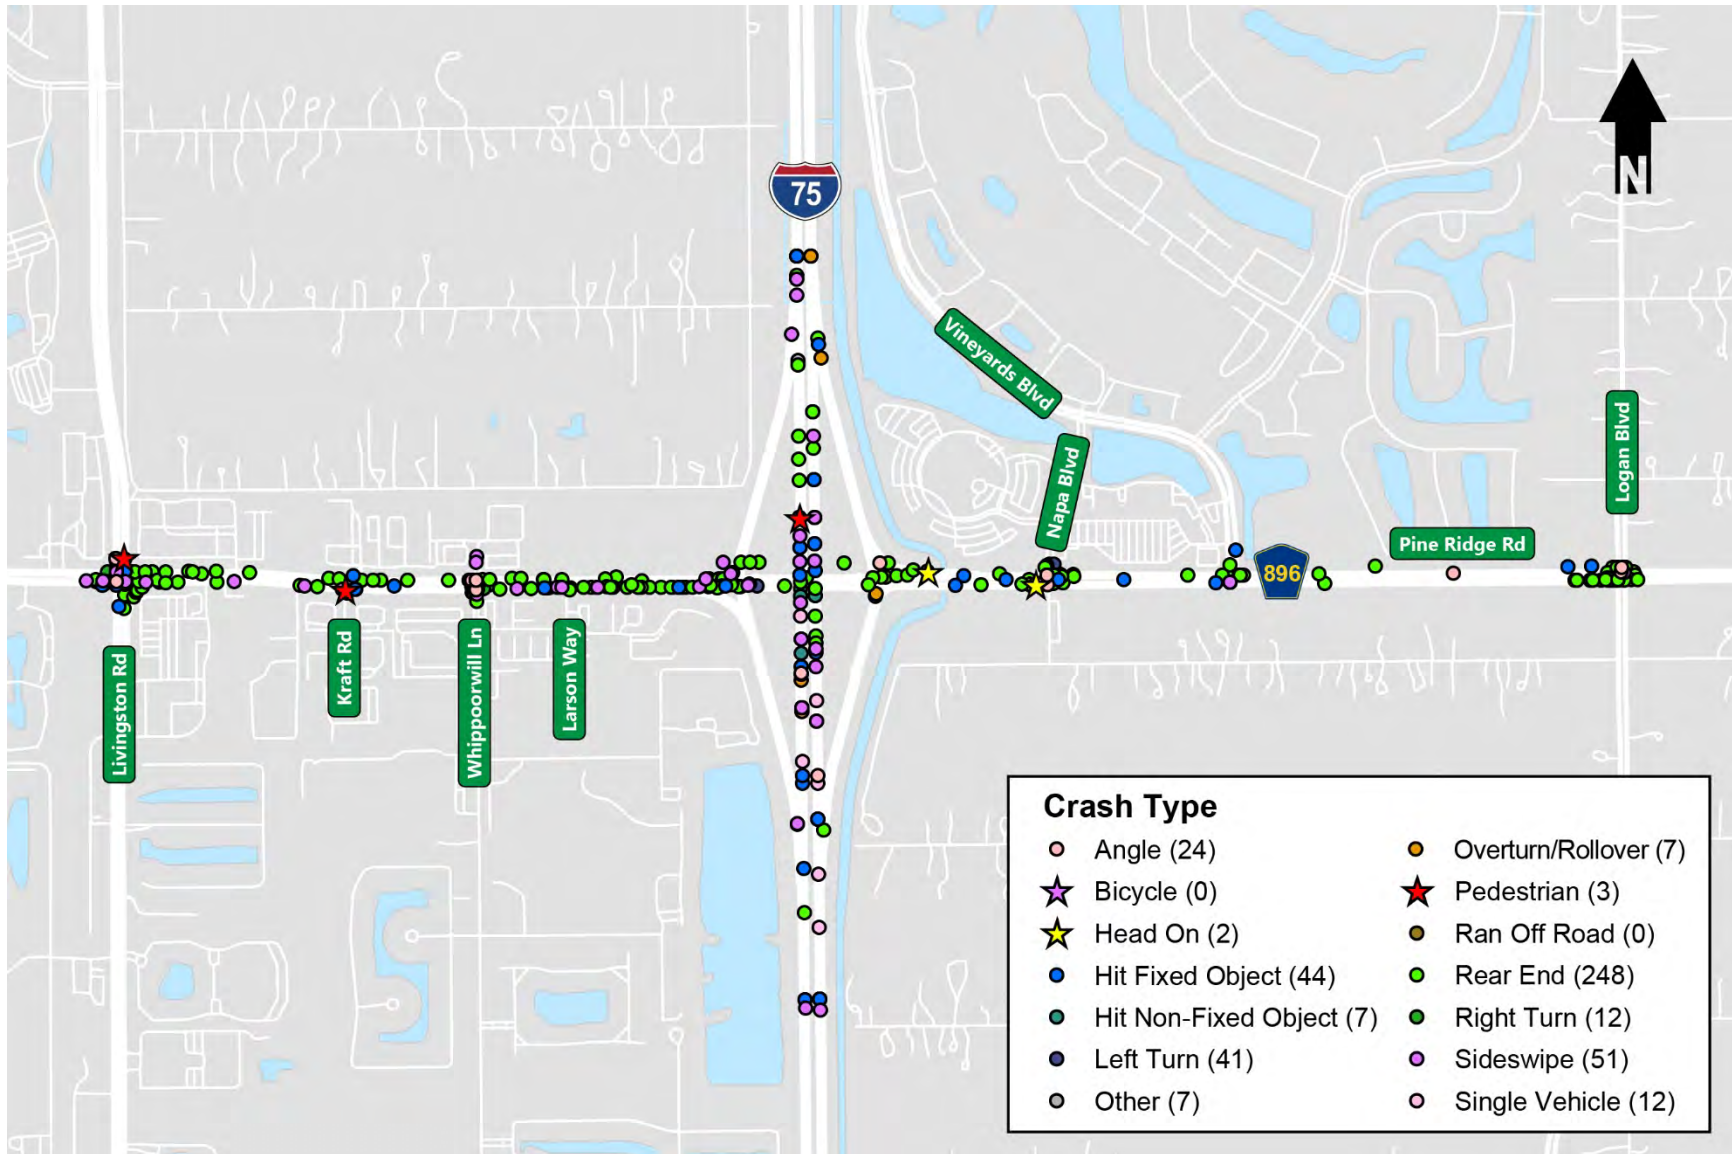 N
75
Vineyards Blvd
Napa Blvd
Logan Blvd
Pine Ridge Rd
896
Livingston Rd
Kraft Rd
Whippoorwill Ln
Larson Way
Crash Type
Angle (24)
Bicycle (0)
Head On (2)
Hit Fixed Object (44)
Hit Non-Fixed Object (7)
Left Turn (41)
Other (7)
Overturn/Rollover (7)
Pedestrian (3)
Ran Off Road (0)
Rear End (248)
Right Turn (12)
Sideswipe (51)
Single Vehicle (12)